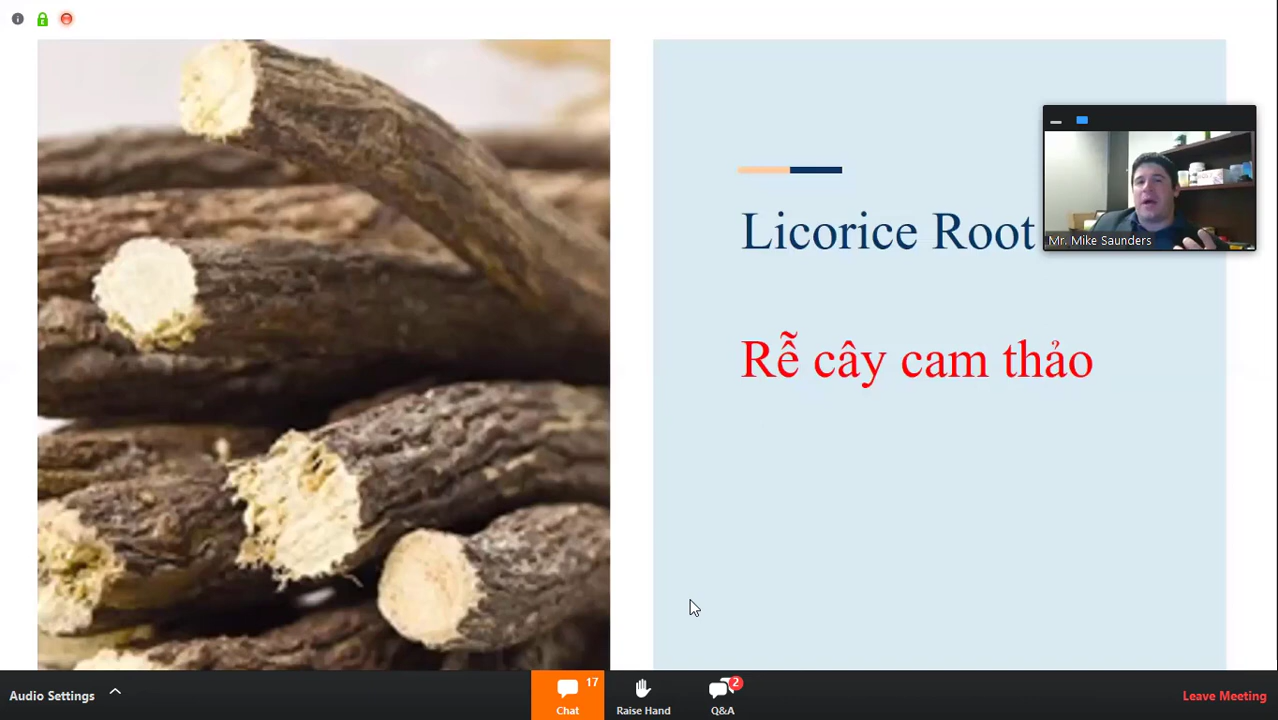 Licorice Root
Mr. Mike Saunders
Rễ cây cam thảo
Audio Settings
17
Chat
Raise Hand
2
Q&A
Leave Meeting